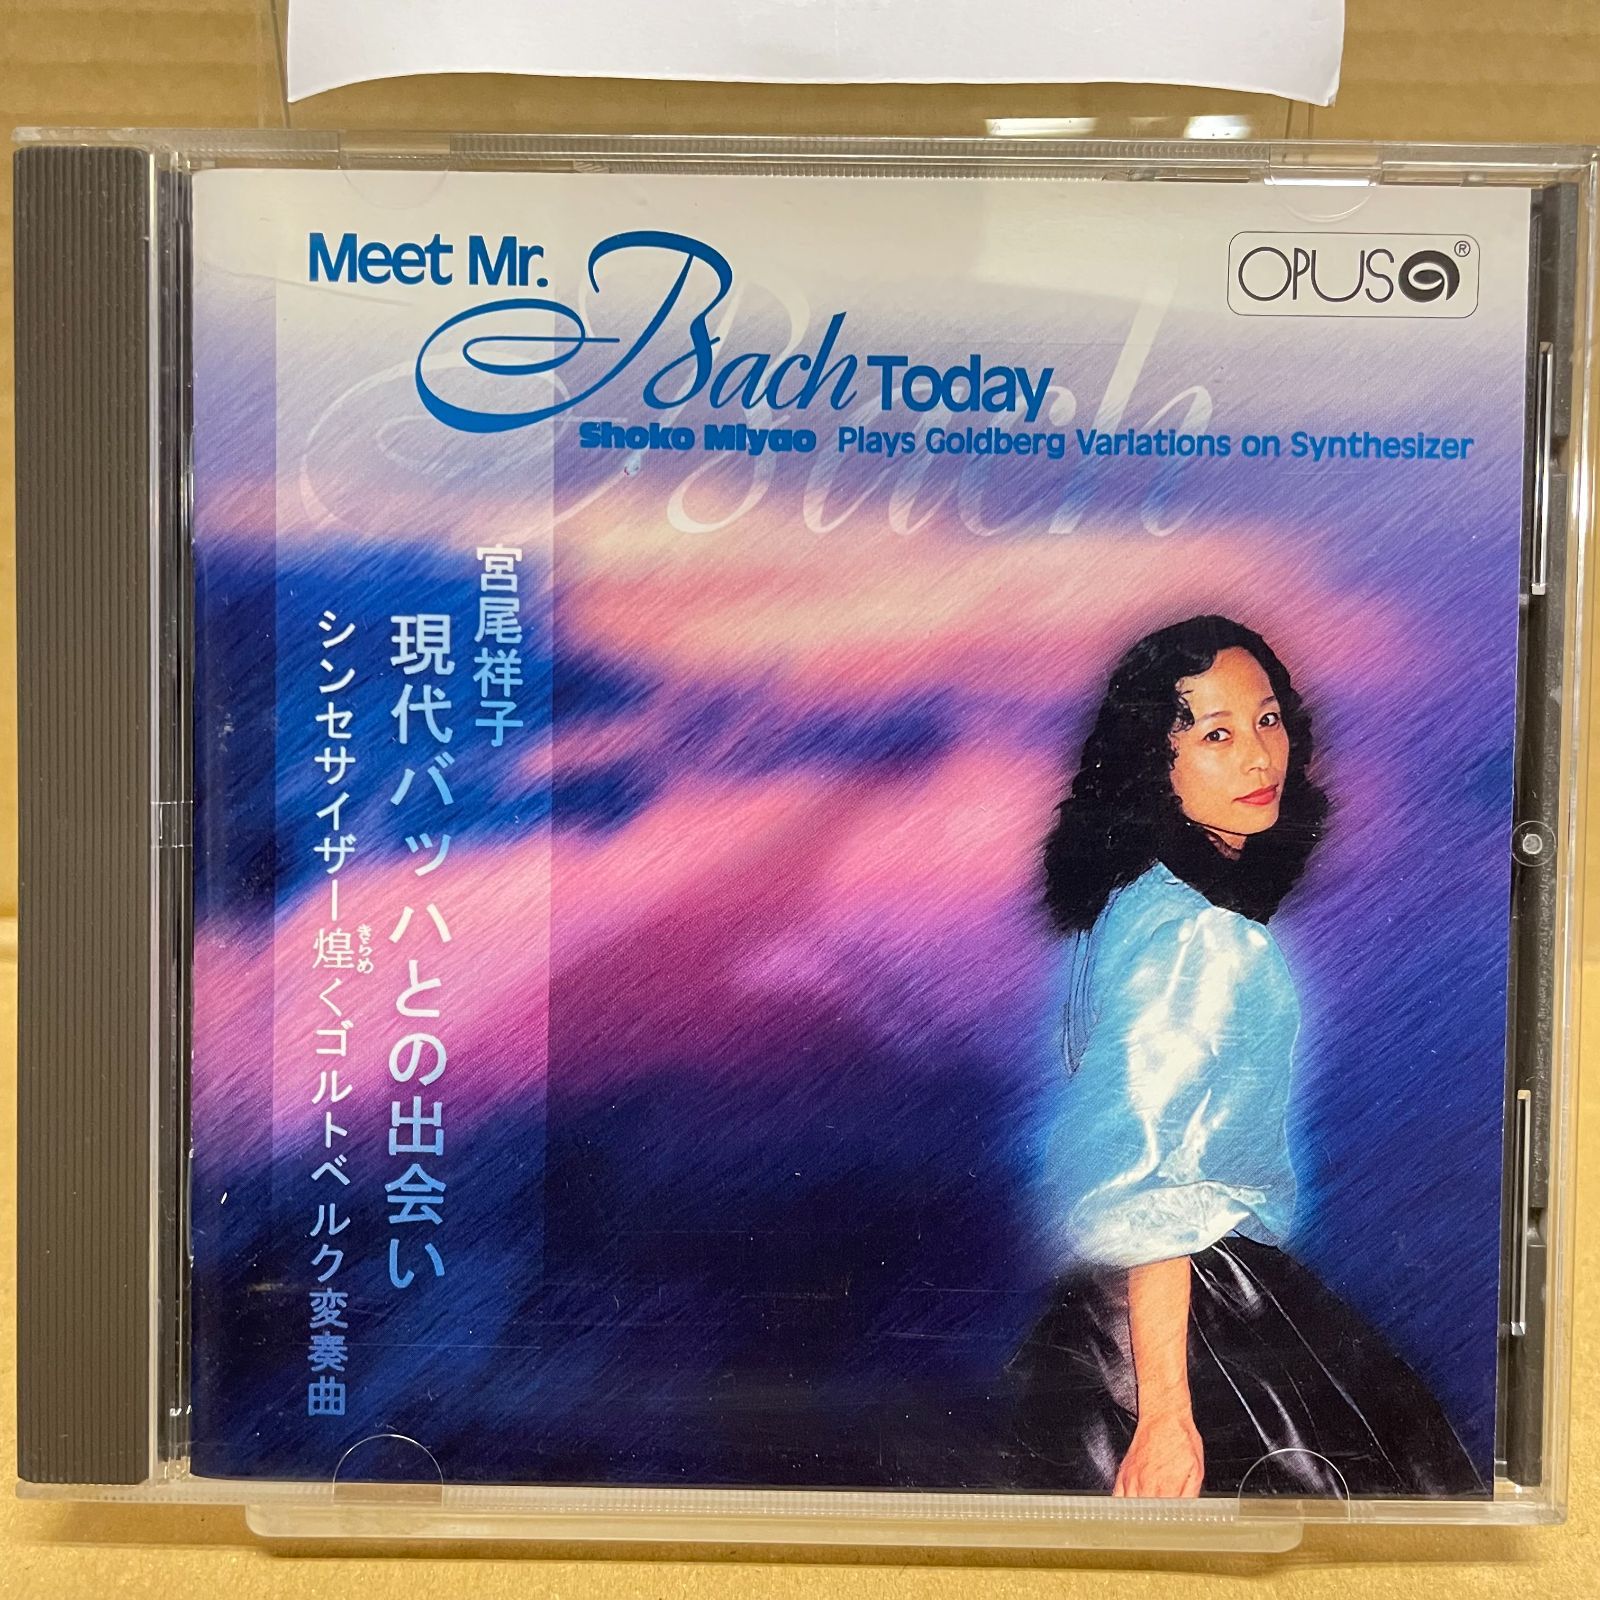 Meet Mr.
Bach Today
OPUS ®
Shoko Miyao Plays Goldberg Variations on Synthesizer
Bach
宮尾祥子
現代バッハとの出会い
シンセサイザー煌くゴルトベルク変奏曲
きらめ